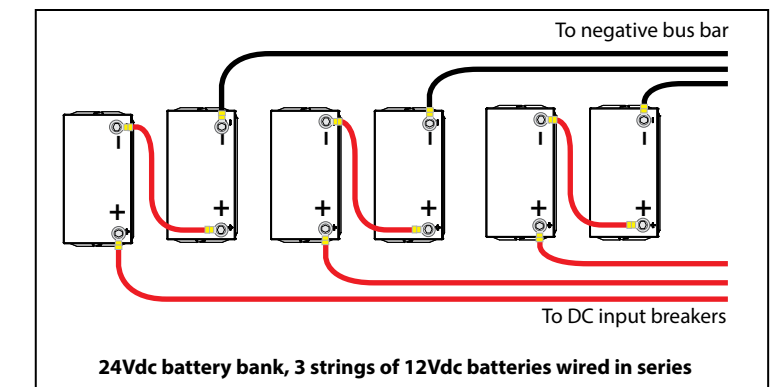 To negative bus bar
− − − − − −
+ + + + + +
To DC input breakers
24Vdc battery bank, 3 strings of 12Vdc batteries wired in series